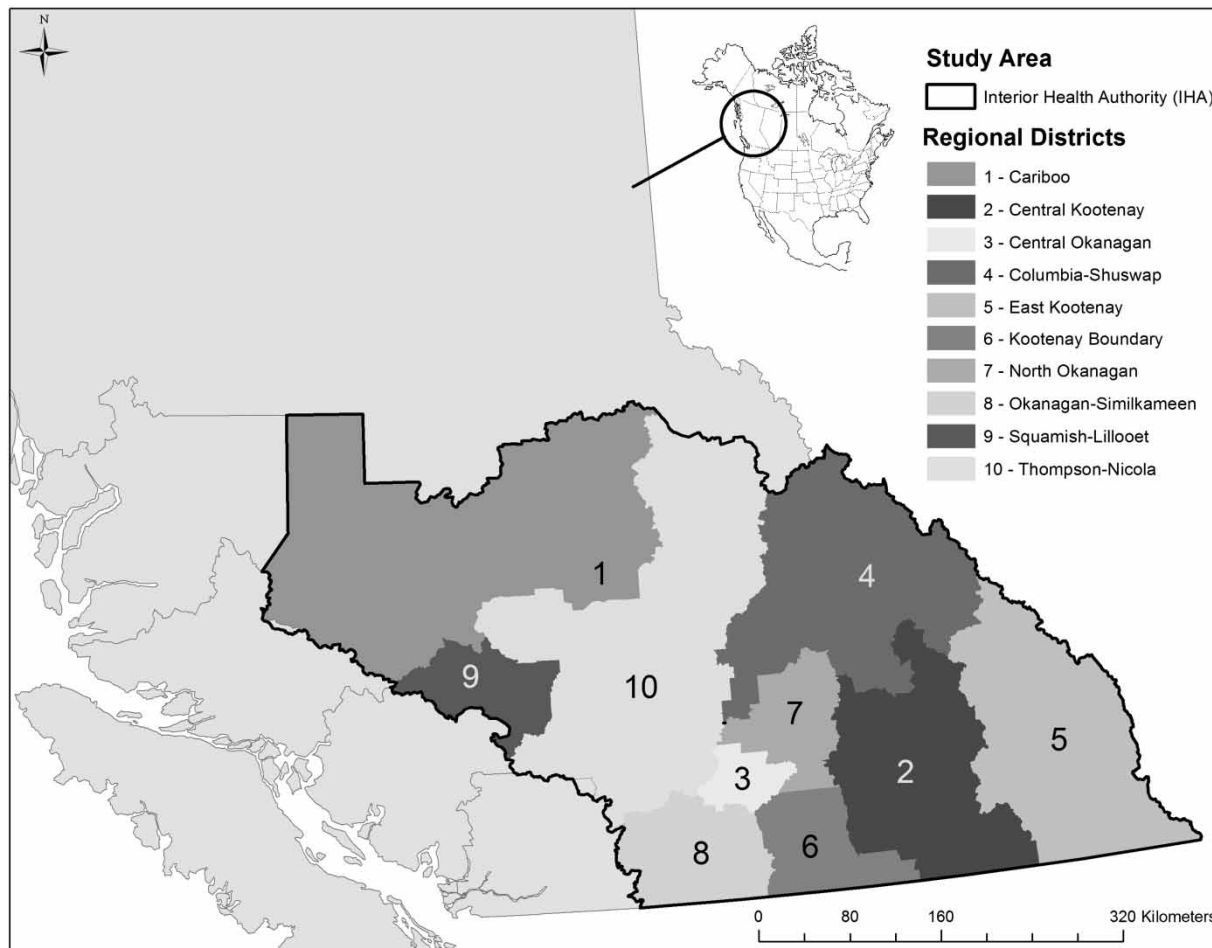 N
Study Area
Interior Health Authority (IHA)
Regional Districts
1 - Cariboo
2 - Central Kootenay
3 - Central Okanagan
4 - Columbia-Shuswap
5 - East Kootenay
6 - Kootenay Boundary
7 - North Okanagan
8 - Okanagan-Similkameen
9 - Squamish-Lillooet
10 - Thompson-Nicola
1
4
9
10
7
5
3
2
8
6
0 80 160 320 Kilometers